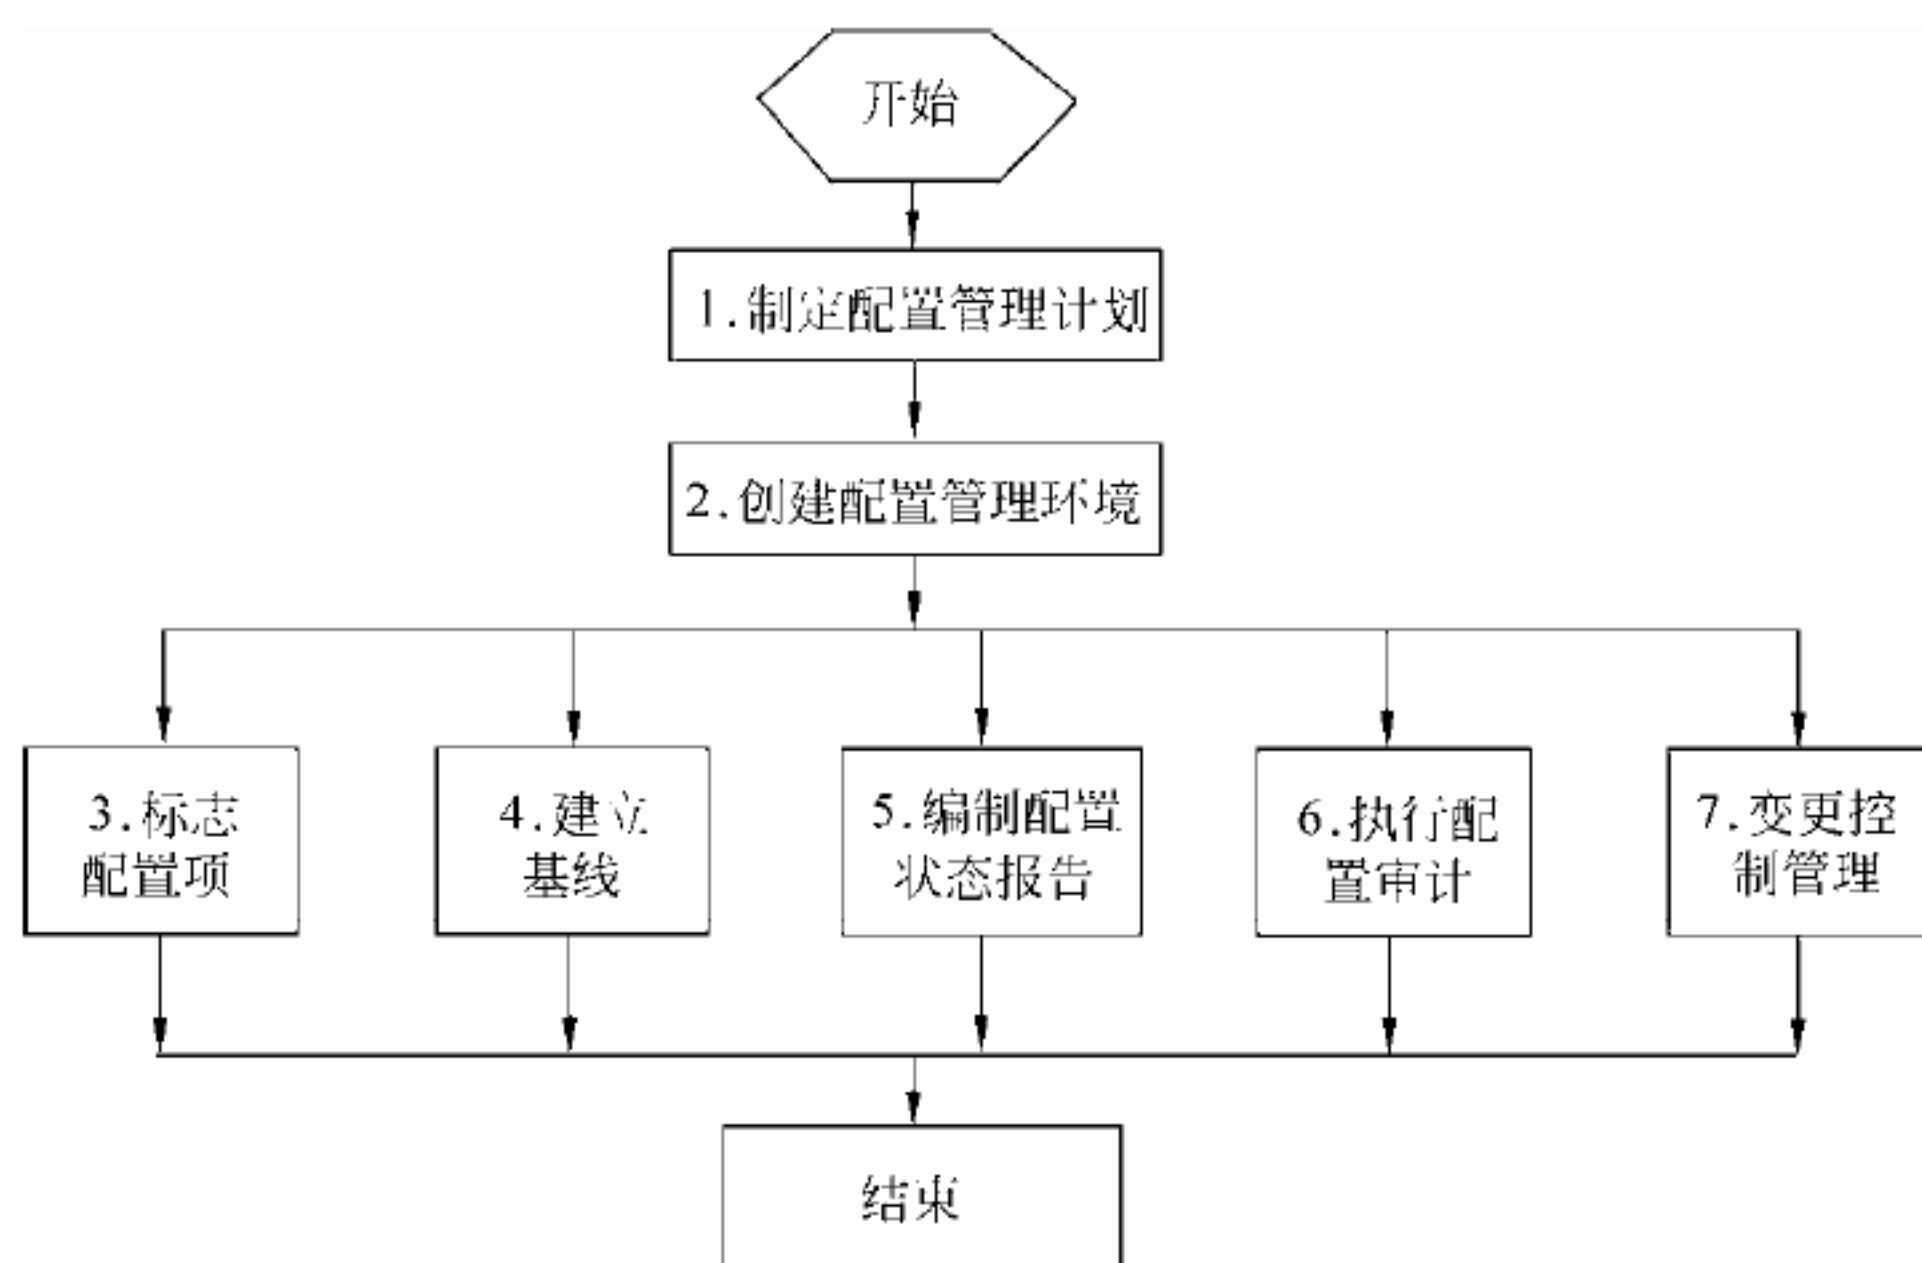 开始
1.制定配置管理计划
2.创建配置管理环境
3.标志
配置项
4.建立
基线
5.编制配置
状态报告
6.执行配
置审计
7.变更控
制管理
结束